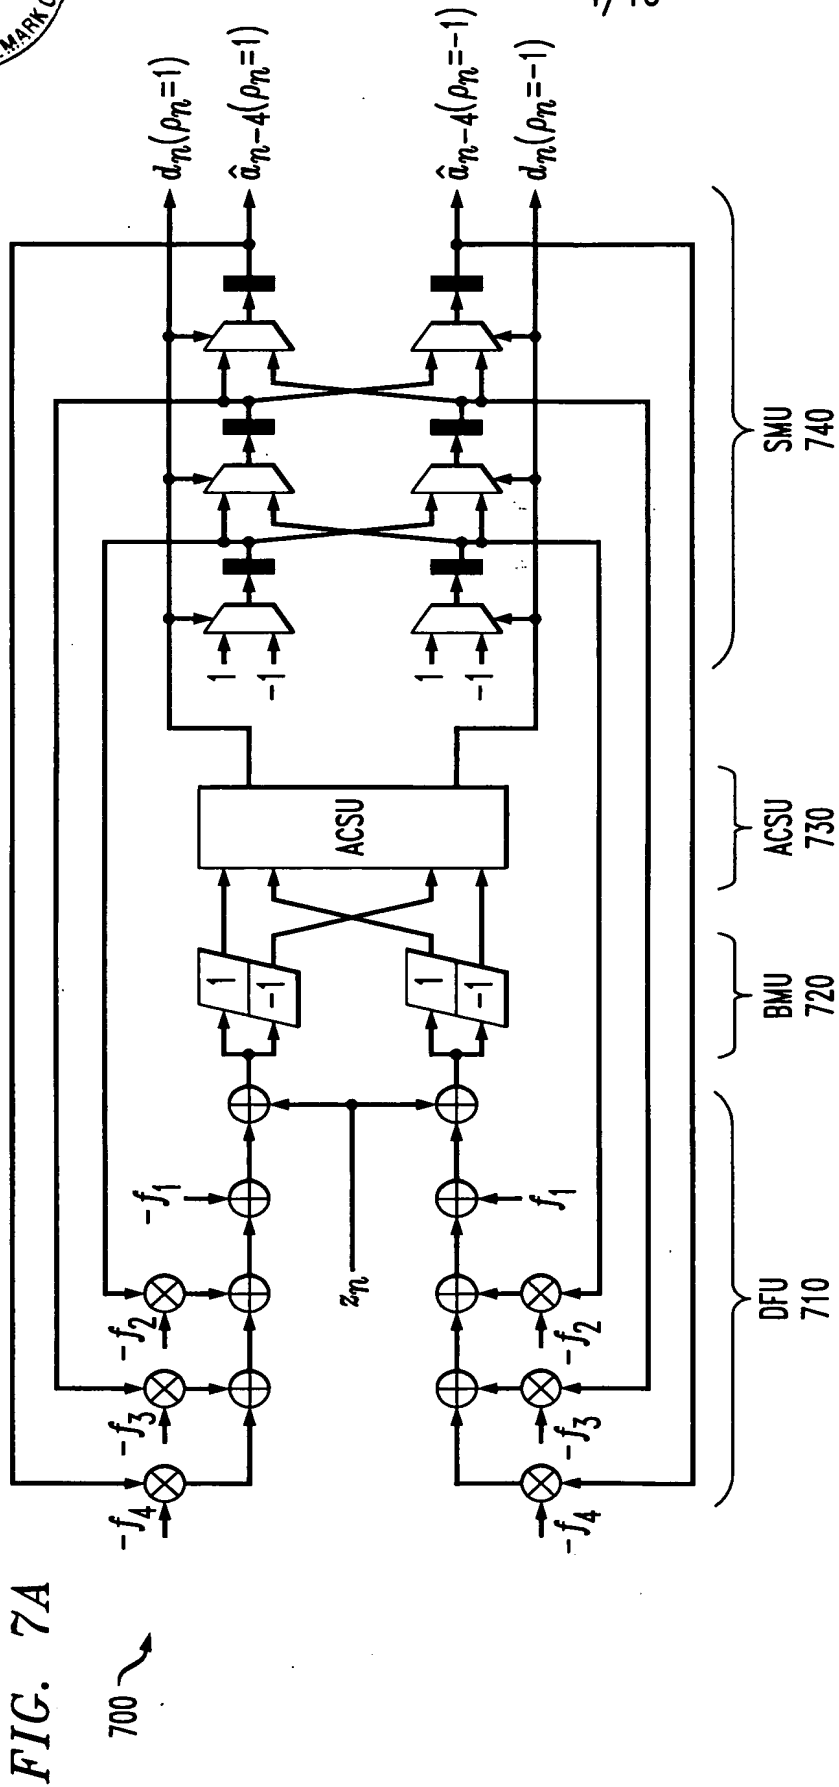 FIG. 7A
700
-f4
-f3
-f2
-f1
zn
f1
-f2
-f3
-f4
1
-1
1
-1
ACSU
1
-1
1
-1
dn(ρn=1)
ân-4(ρn=1)
ân-4(ρn=-1)
dn(ρn=-1)
DFU
710
BMU
720
ACSU
730
SMU
740